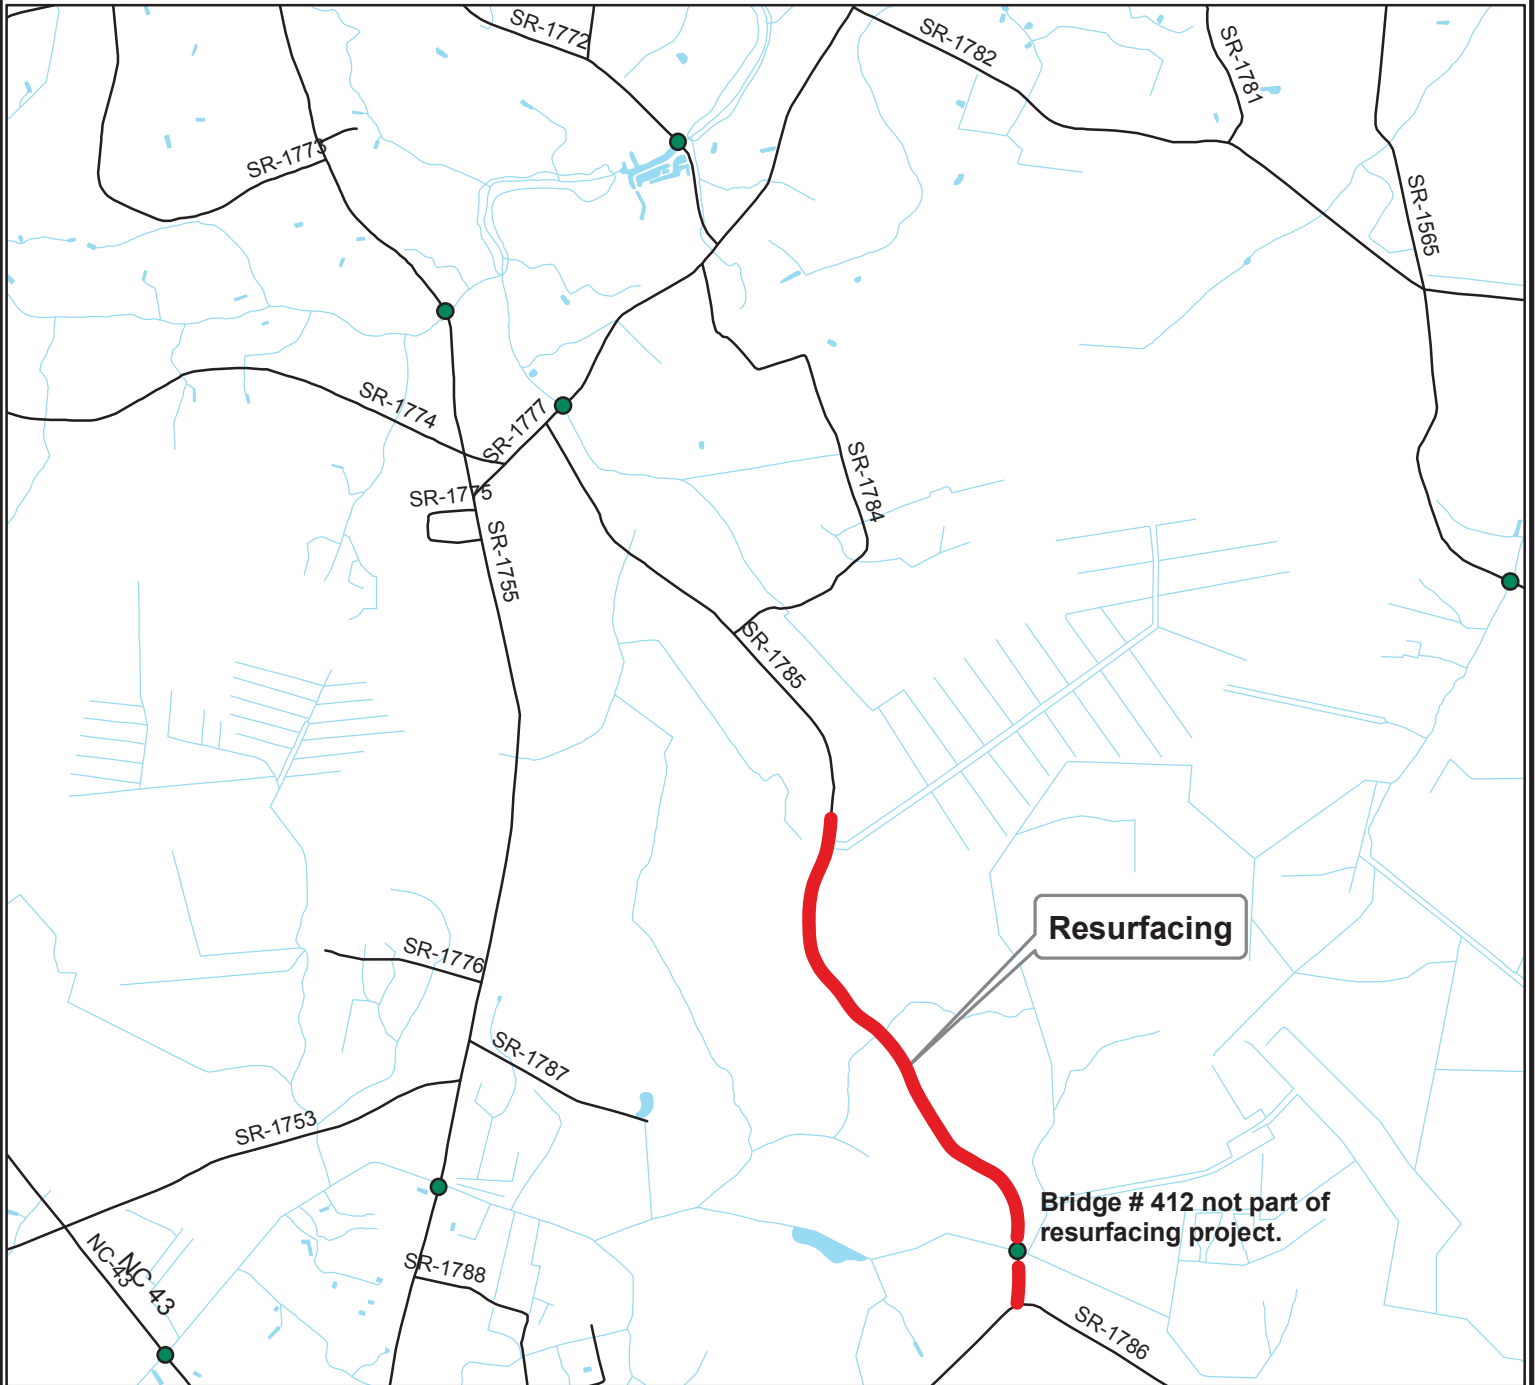 SR-1772
SR-1782
SR-1781
SR-1773
SR-1565
SR-1774
SR-1777
SR-1784
SR-1775
SR-1755
SR-1785
Resurfacing
SR-1776
SR-1787
SR-1753
Bridge # 412 not part of
resurfacing project.
NC-43
NC 43
SR-1788
SR-1786